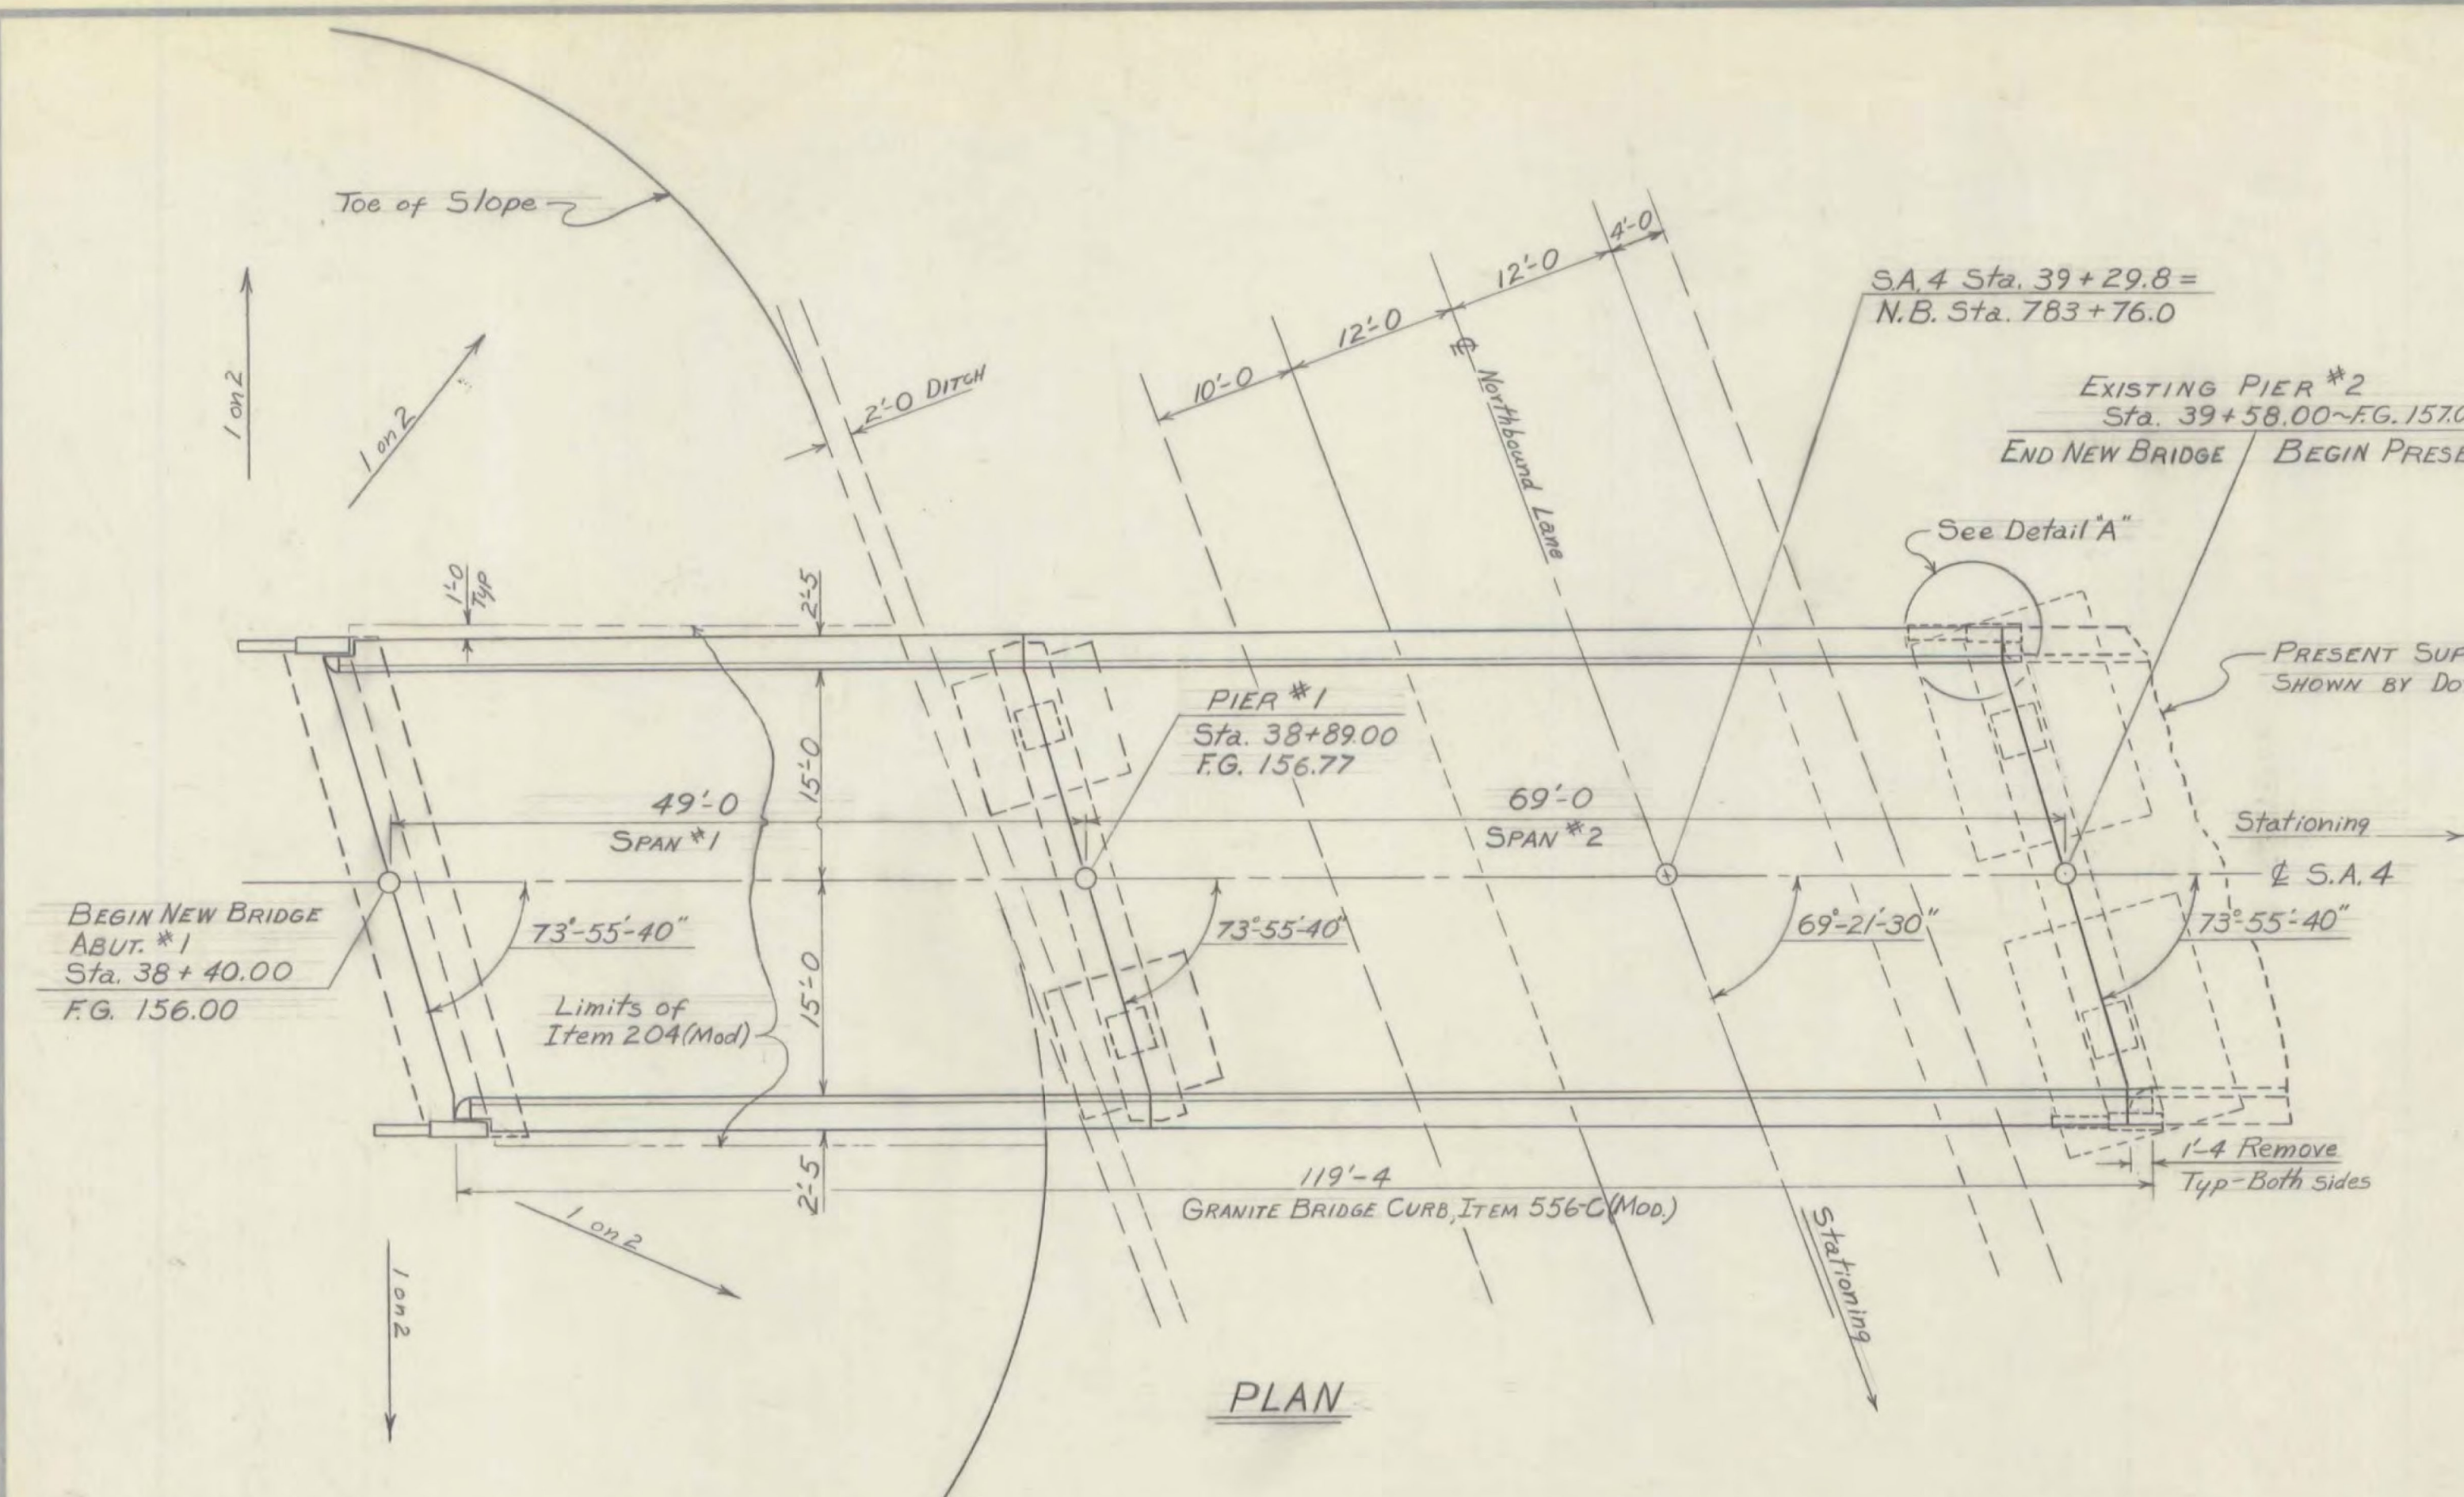 Toe of Slope
1 on 2
1 on 2
2'-0 DITCH
10'-0
12'-0
12'-0
4'-0
₵ Northbound Lane
S.A. 4 Sta. 39+29.8 =
N.B. Sta. 783+76.0
EXISTING PIER #2
Sta. 39+58.00~F.G. 157.0
END NEW BRIDGE
BEGIN PRESE
See Detail "A"
PRESENT SUP
SHOWN BY DO
1'-0
TYP
2'-5
15'-0
PIER #1
Sta. 38+89.00
F.G. 156.77
49'-0
SPAN #1
69'-0
SPAN #2
Stationing
₵ S.A. 4
BEGIN NEW BRIDGE
ABUT. #1
Sta. 38+40.00
F.G. 156.00
73°-55'-40"
73°-55'-40"
69°-21'-30"
73°-55'-40"
15'-0
Limits of
Item 204(Mod)
2'-5
119'-4
GRANITE BRIDGE CURB, ITEM 556-C(MOD.)
1'-4 Remove
Typ-Both sides
1 on 2
1 on 2
Stationing
PLAN